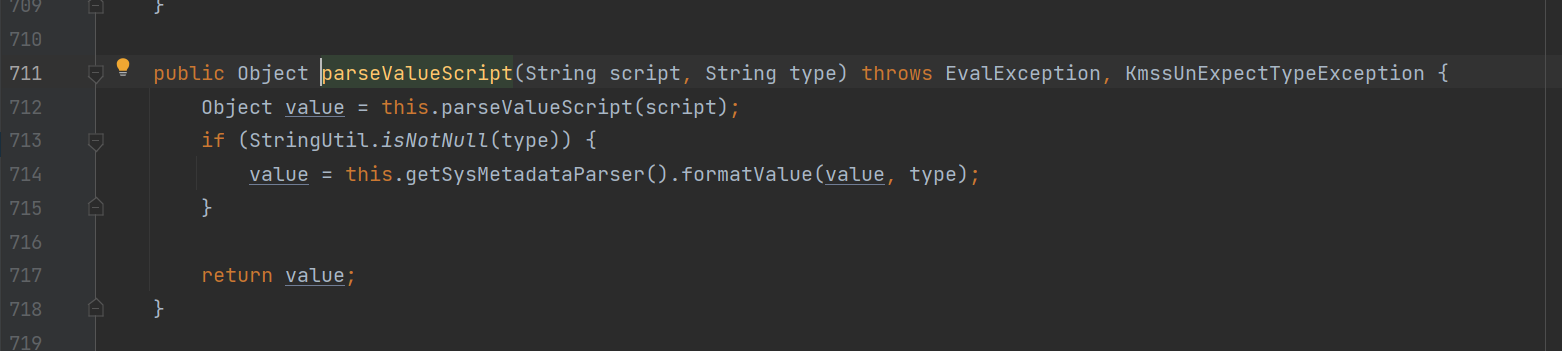 709 }
710
711 public Object parseValueScript(String script, String type) throws EvalException, KmssUnExpectTypeException {
712 Object value = this.parseValueScript(script);
713 if (StringUtil.isNotNull(type)) {
714 value = this.getSysMetadataParser().formatValue(value, type);
715 }
716
717 return value;
718 }
719